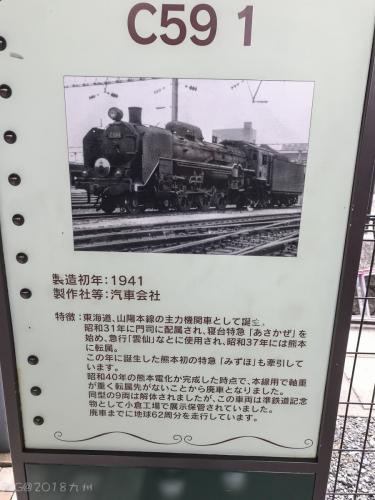 C59 1
製造初年:1941
製作社等:汽車会社
特徴:東海道、山陽本線の主力機関車として誕生。
昭和31年に門司に配属され、寝台特急「あさかぜ」を
始め、急行「雲仙」などに使用され、昭和37年には熊本
に転属。
この年に誕生した熊本初の特急「みずほ」も牽引して
います。
昭和40年の熊本電化が完成した時点で、本線用で軸重
が重く転属先がないことから廃車となりました。
同型の9両は解体されましたが、この車両は準鉄道記念
物として小倉工場で展示保管されていました。
廃車までに地球62周分を走行しています。
G@2018九州